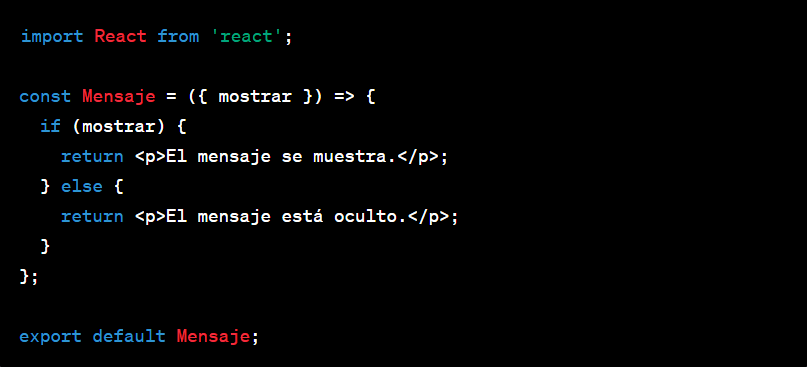 import React from 'react';
const Mensaje = ({ mostrar }) => {
if (mostrar) {
return <p>El mensaje se muestra.</p>;
} else {
return <p>El mensaje está oculto.</p>;
}
};
export default Mensaje;